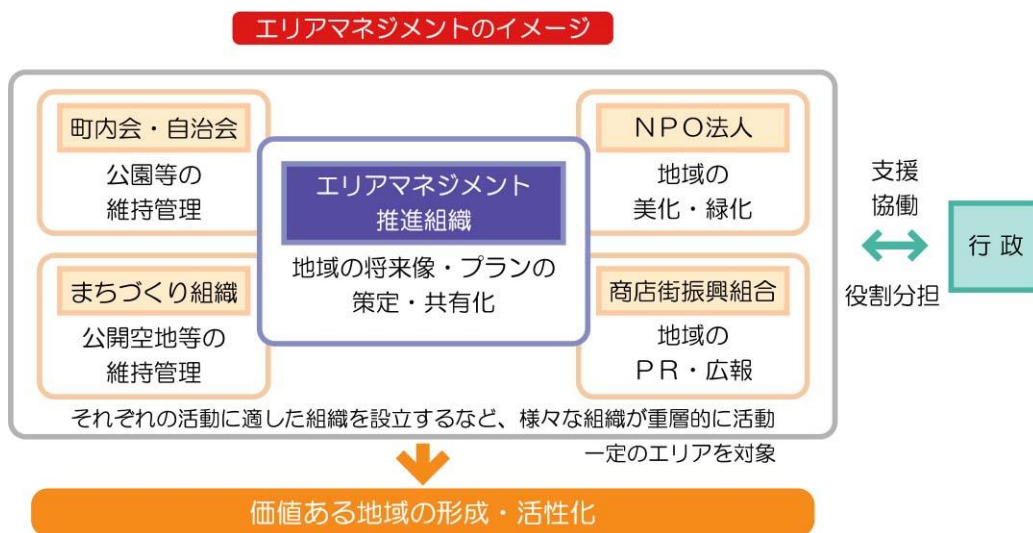 エリアマネジメントのイメージ
町内会・自治会
公園等の
維持管理
ＮＰＯ法人
地域の
美化・緑化
エリアマネジメント
推進組織
地域の将来像・プランの
策定・共有化
まちづくり組織
公開空地等の
維持管理
商店街振興組合
地域の
ＰＲ・広報
それぞれの活動に適した組織を設立するなど、様々な組織が重層的に活動
一定のエリアを対象
支援
協働
役割分担
行 政
価値ある地域の形成・活性化